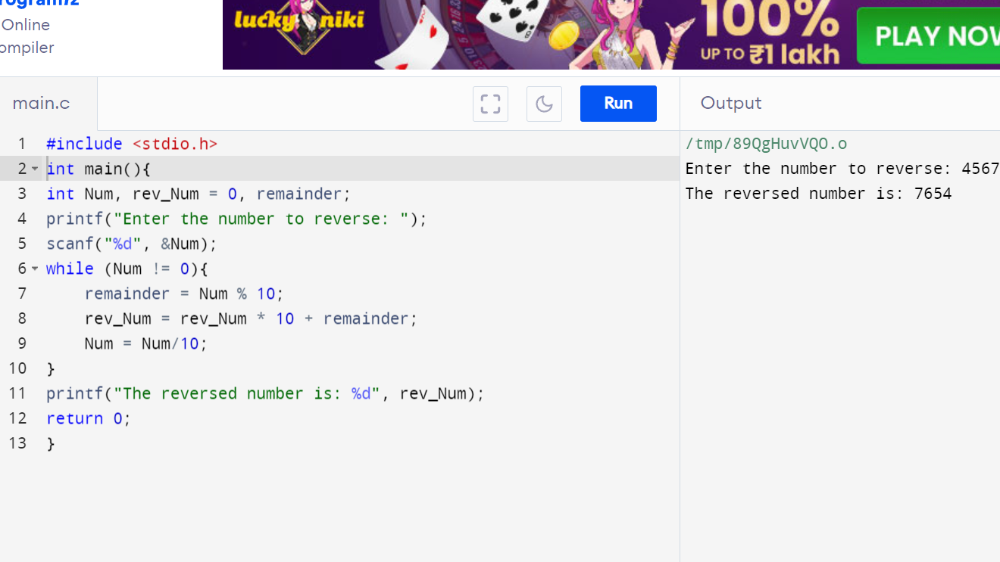 Online
lucky niki
100%
UP TO ₹1 lakh
PLAY
main.c
Run
Output
1 #include <stdio.h>
2 int main(){
3 int Num, rev_Num = 0, remainder;
4 printf("Enter the number to reverse: ");
5 scanf("%d", &Num);
6 while (Num != 0){
7 remainder = Num % 10;
8 rev_Num = rev_Num * 10 + remainder;
9 Num = Num/10;
10 }
11 printf("The reversed number is: %d", rev_Num);
12 return 0;
13 }
/tmp/89QgHuvVQO.o
Enter the number to reverse: 4567
The reversed number is: 7654